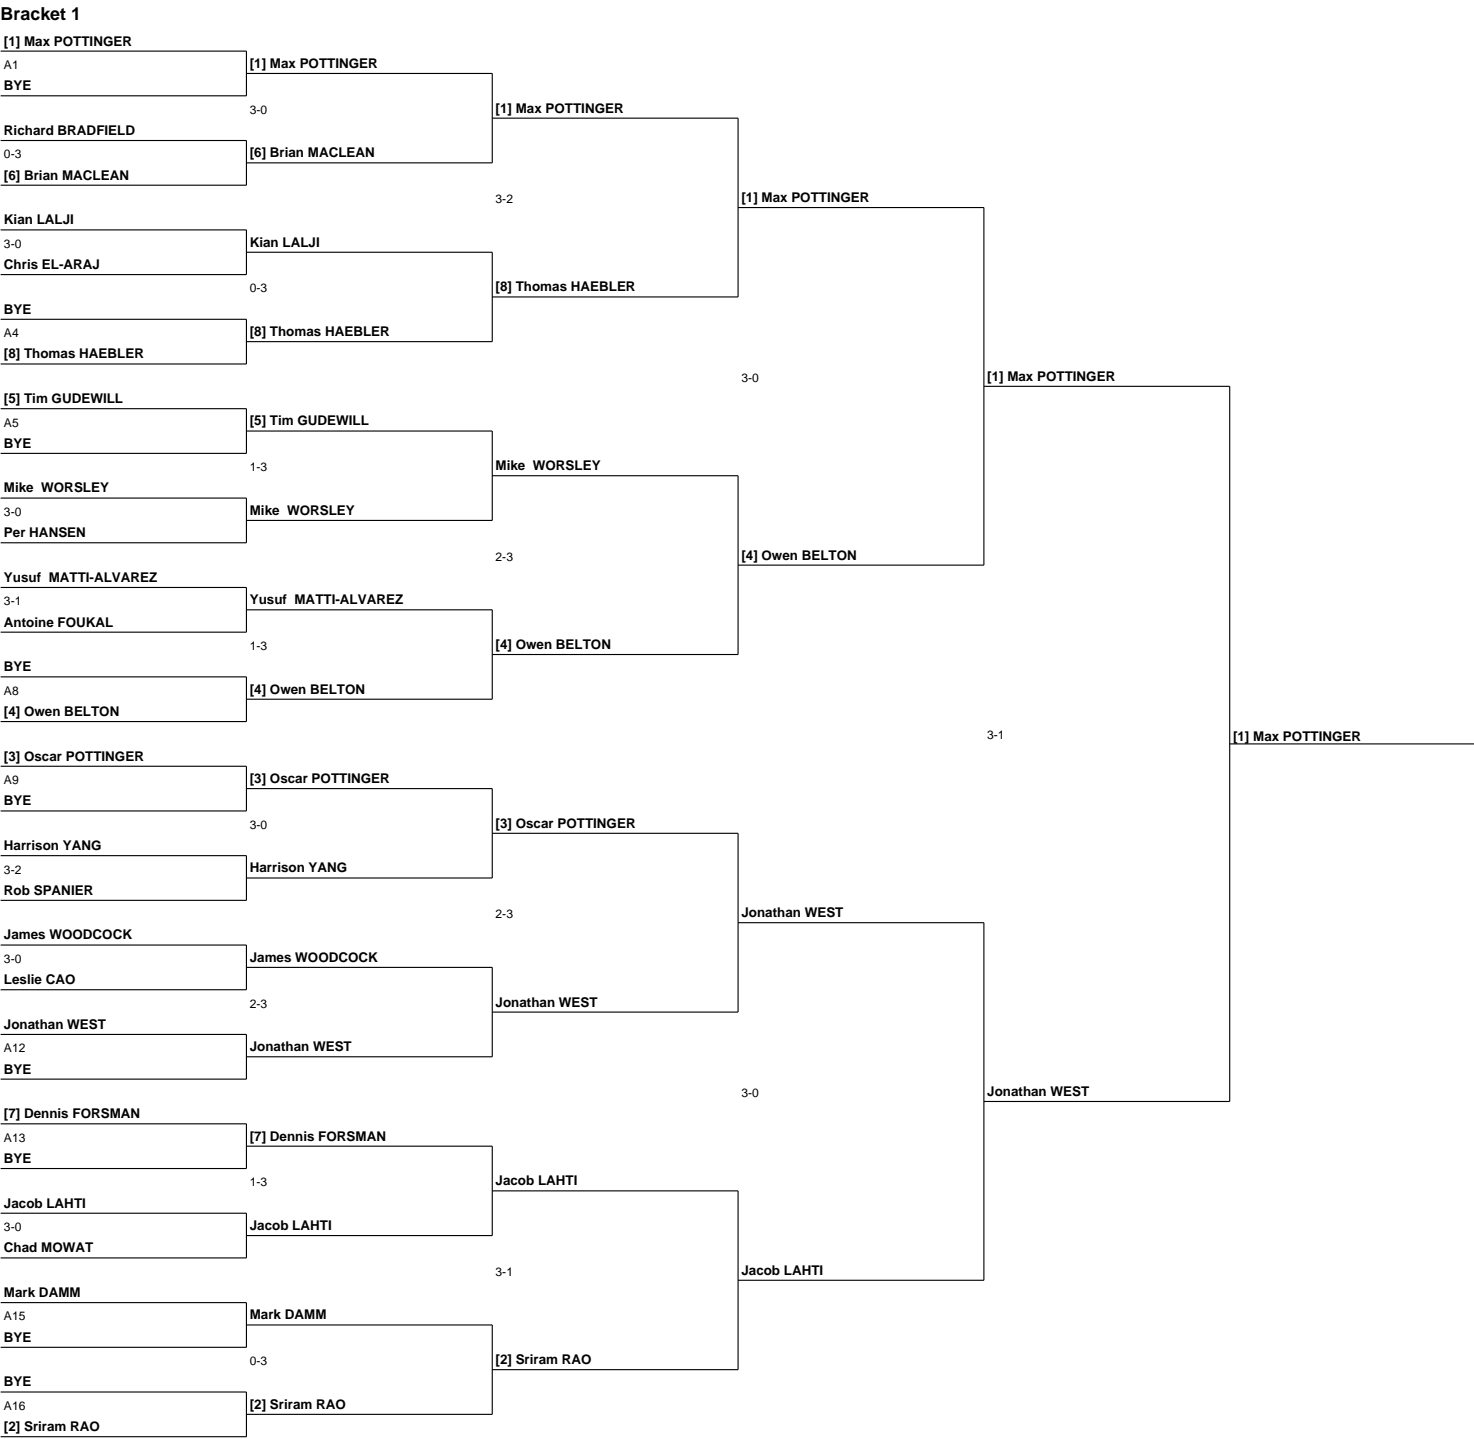 Bracket 1
[1] Max POTTINGER
A1
BYE
Richard BRADFIELD
0-3
[6] Brian MACLEAN
Kian LALJI
3-0
Chris EL-ARAJ
BYE
A4
[8] Thomas HAEBLER
[5] Tim GUDEWILL
A5
BYE
Mike  WORSLEY
3-0
Per HANSEN
Yusuf  MATTI-ALVAREZ
3-1
Antoine FOUKAL
BYE
A8
[4] Owen BELTON
[3] Oscar POTTINGER
A9
BYE
Harrison YANG
3-2
Rob SPANIER
James WOODCOCK
3-0
Leslie CAO
Jonathan WEST
A12
BYE
[7] Dennis FORSMAN
A13
BYE
Jacob LAHTI
3-0
Chad MOWAT
Mark DAMM
A15
BYE
BYE
A16
[2] Sriram RAO
[1] Max POTTINGER
3-0
[6] Brian MACLEAN
Kian LALJI
0-3
[8] Thomas HAEBLER
[5] Tim GUDEWILL
1-3
Mike  WORSLEY
Yusuf  MATTI-ALVAREZ
1-3
[4] Owen BELTON
[3] Oscar POTTINGER
3-0
Harrison YANG
James WOODCOCK
2-3
Jonathan WEST
[7] Dennis FORSMAN
1-3
Jacob LAHTI
Mark DAMM
0-3
[2] Sriram RAO
[1] Max POTTINGER
3-2
[8] Thomas HAEBLER
Mike  WORSLEY
2-3
[4] Owen BELTON
[3] Oscar POTTINGER
2-3
Jonathan WEST
Jacob LAHTI
3-1
[2] Sriram RAO
[1] Max POTTINGER
3-0
[4] Owen BELTON
Jonathan WEST
3-0
Jacob LAHTI
[1] Max POTTINGER
3-1
Jonathan WEST
[1] Max POTTINGER